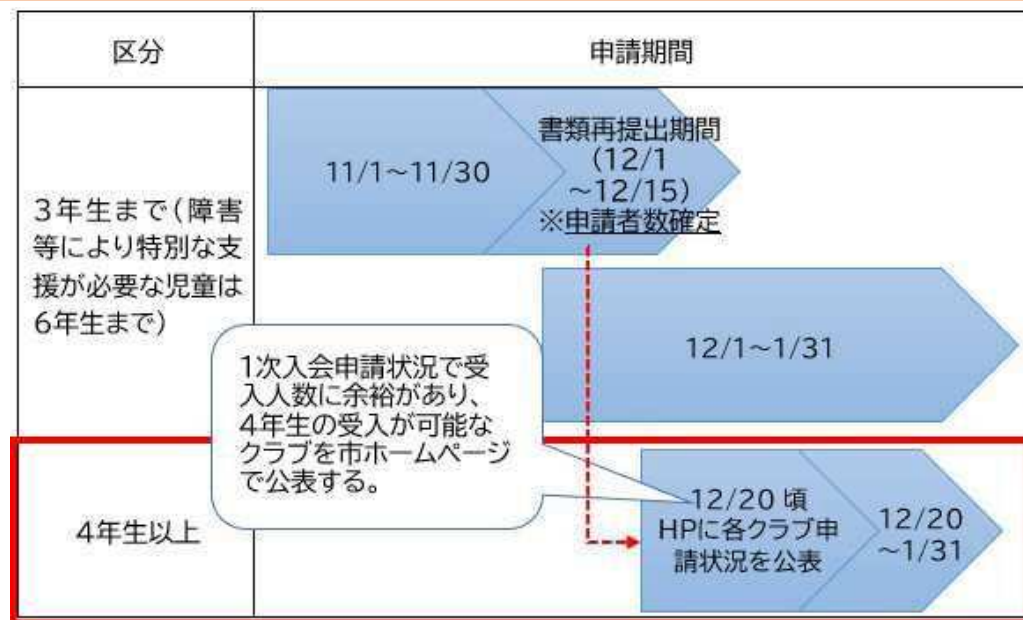 区分
申請期間
3年生まで(障害
等により特別な支
援が必要な児童は
6年生まで)
11/1～11/30
書類再提出期間
(12/1
～12/15)
※申請者数確定
12/1～1/31
1次入会申請状況で受
入人数に余裕があり、
4年生の受入が可能な
クラブを市ホームページ
で公表する。
4年生以上
12/20 頃
HPに各クラブ申
請状況を公表
12/20
～1/31